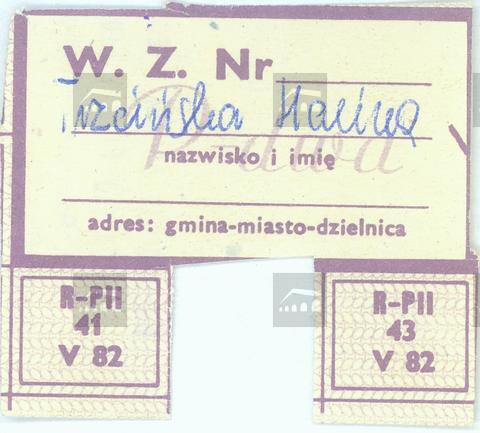 W. Z. Nr
Trzcińska Halina
nazwisko i imię
adres: gmina-miasto-dzielnica
R-PII
41
V 82
R-PII
43
V 82